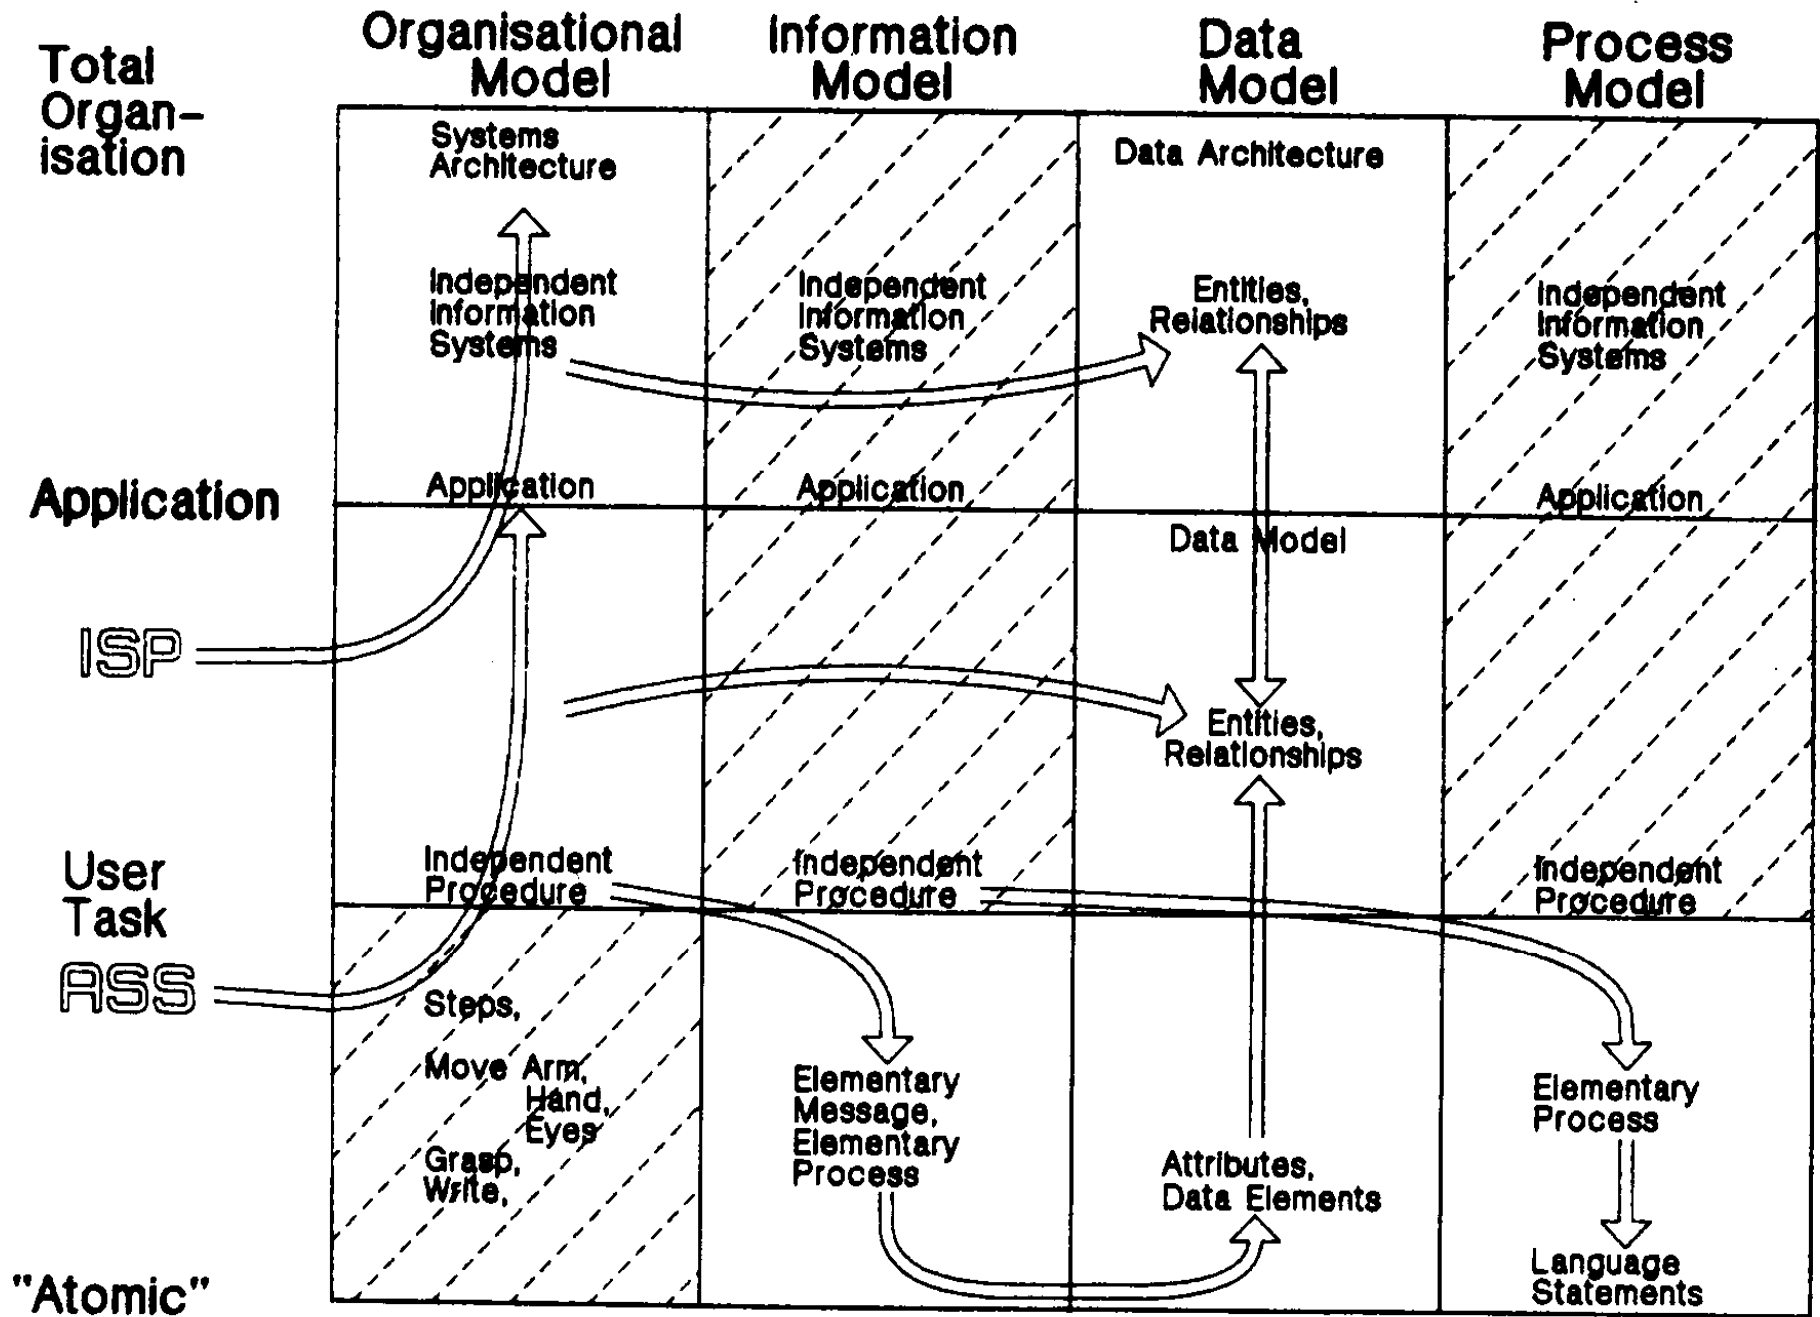 Total
Organ-
isation
Organisational
Model
Information
Model
Data
Model
Process
Model
Systems
Architecture
Data Architecture
Independent
Information
Systems
Independent
Information
Systems
Entities,
Relationships
Independent
Information
Systems
Application
Application
Application
Application
Data Model
ISP
Entities,
Relationships
User
Task
Independent
Procedure
Independent
Procedure
Independent
Procedure
ASS
Steps,
Move Arm,
Hand,
Eyes
Grasp,
Write,
Elementary
Message,
Elementary
Process
Attributes,
Data Elements
Elementary
Process
Language
Statements
"Atomic"